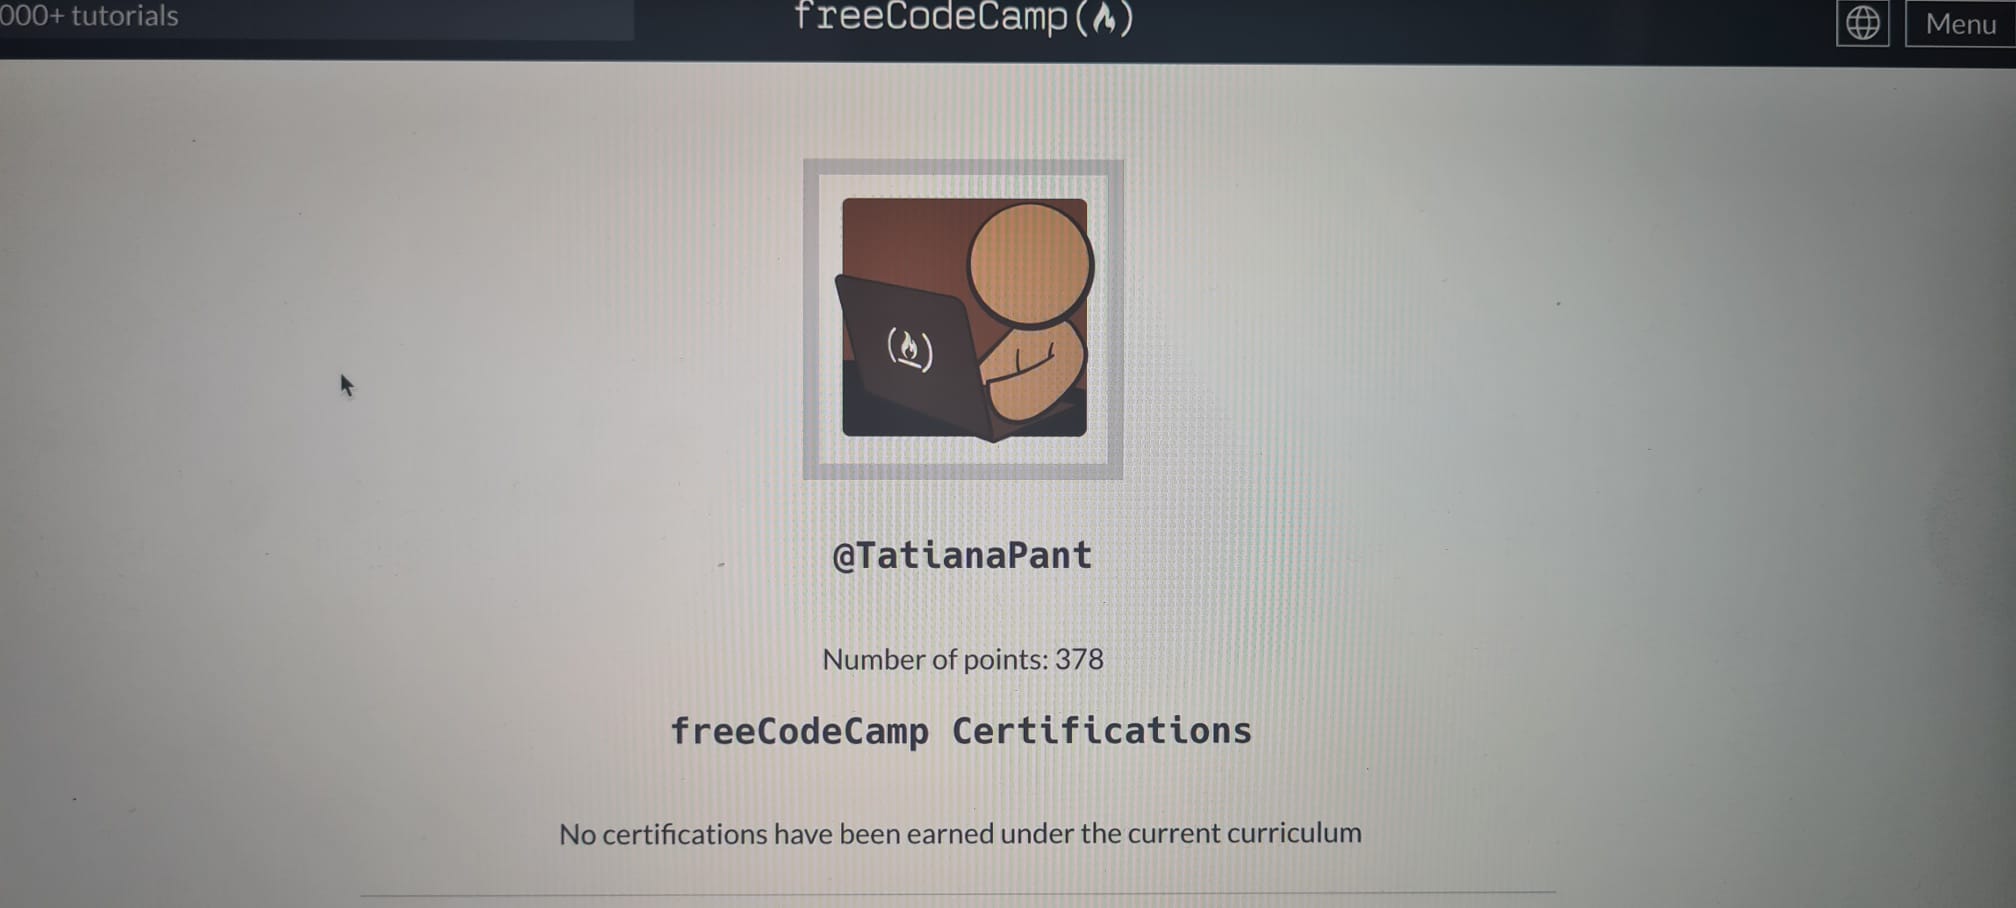 000+ tutorials
freeCodeCamp
Menu
@TatianaPant
Number of points: 378
freeCodeCamp Certifications
No certifications have been earned under the current curriculum